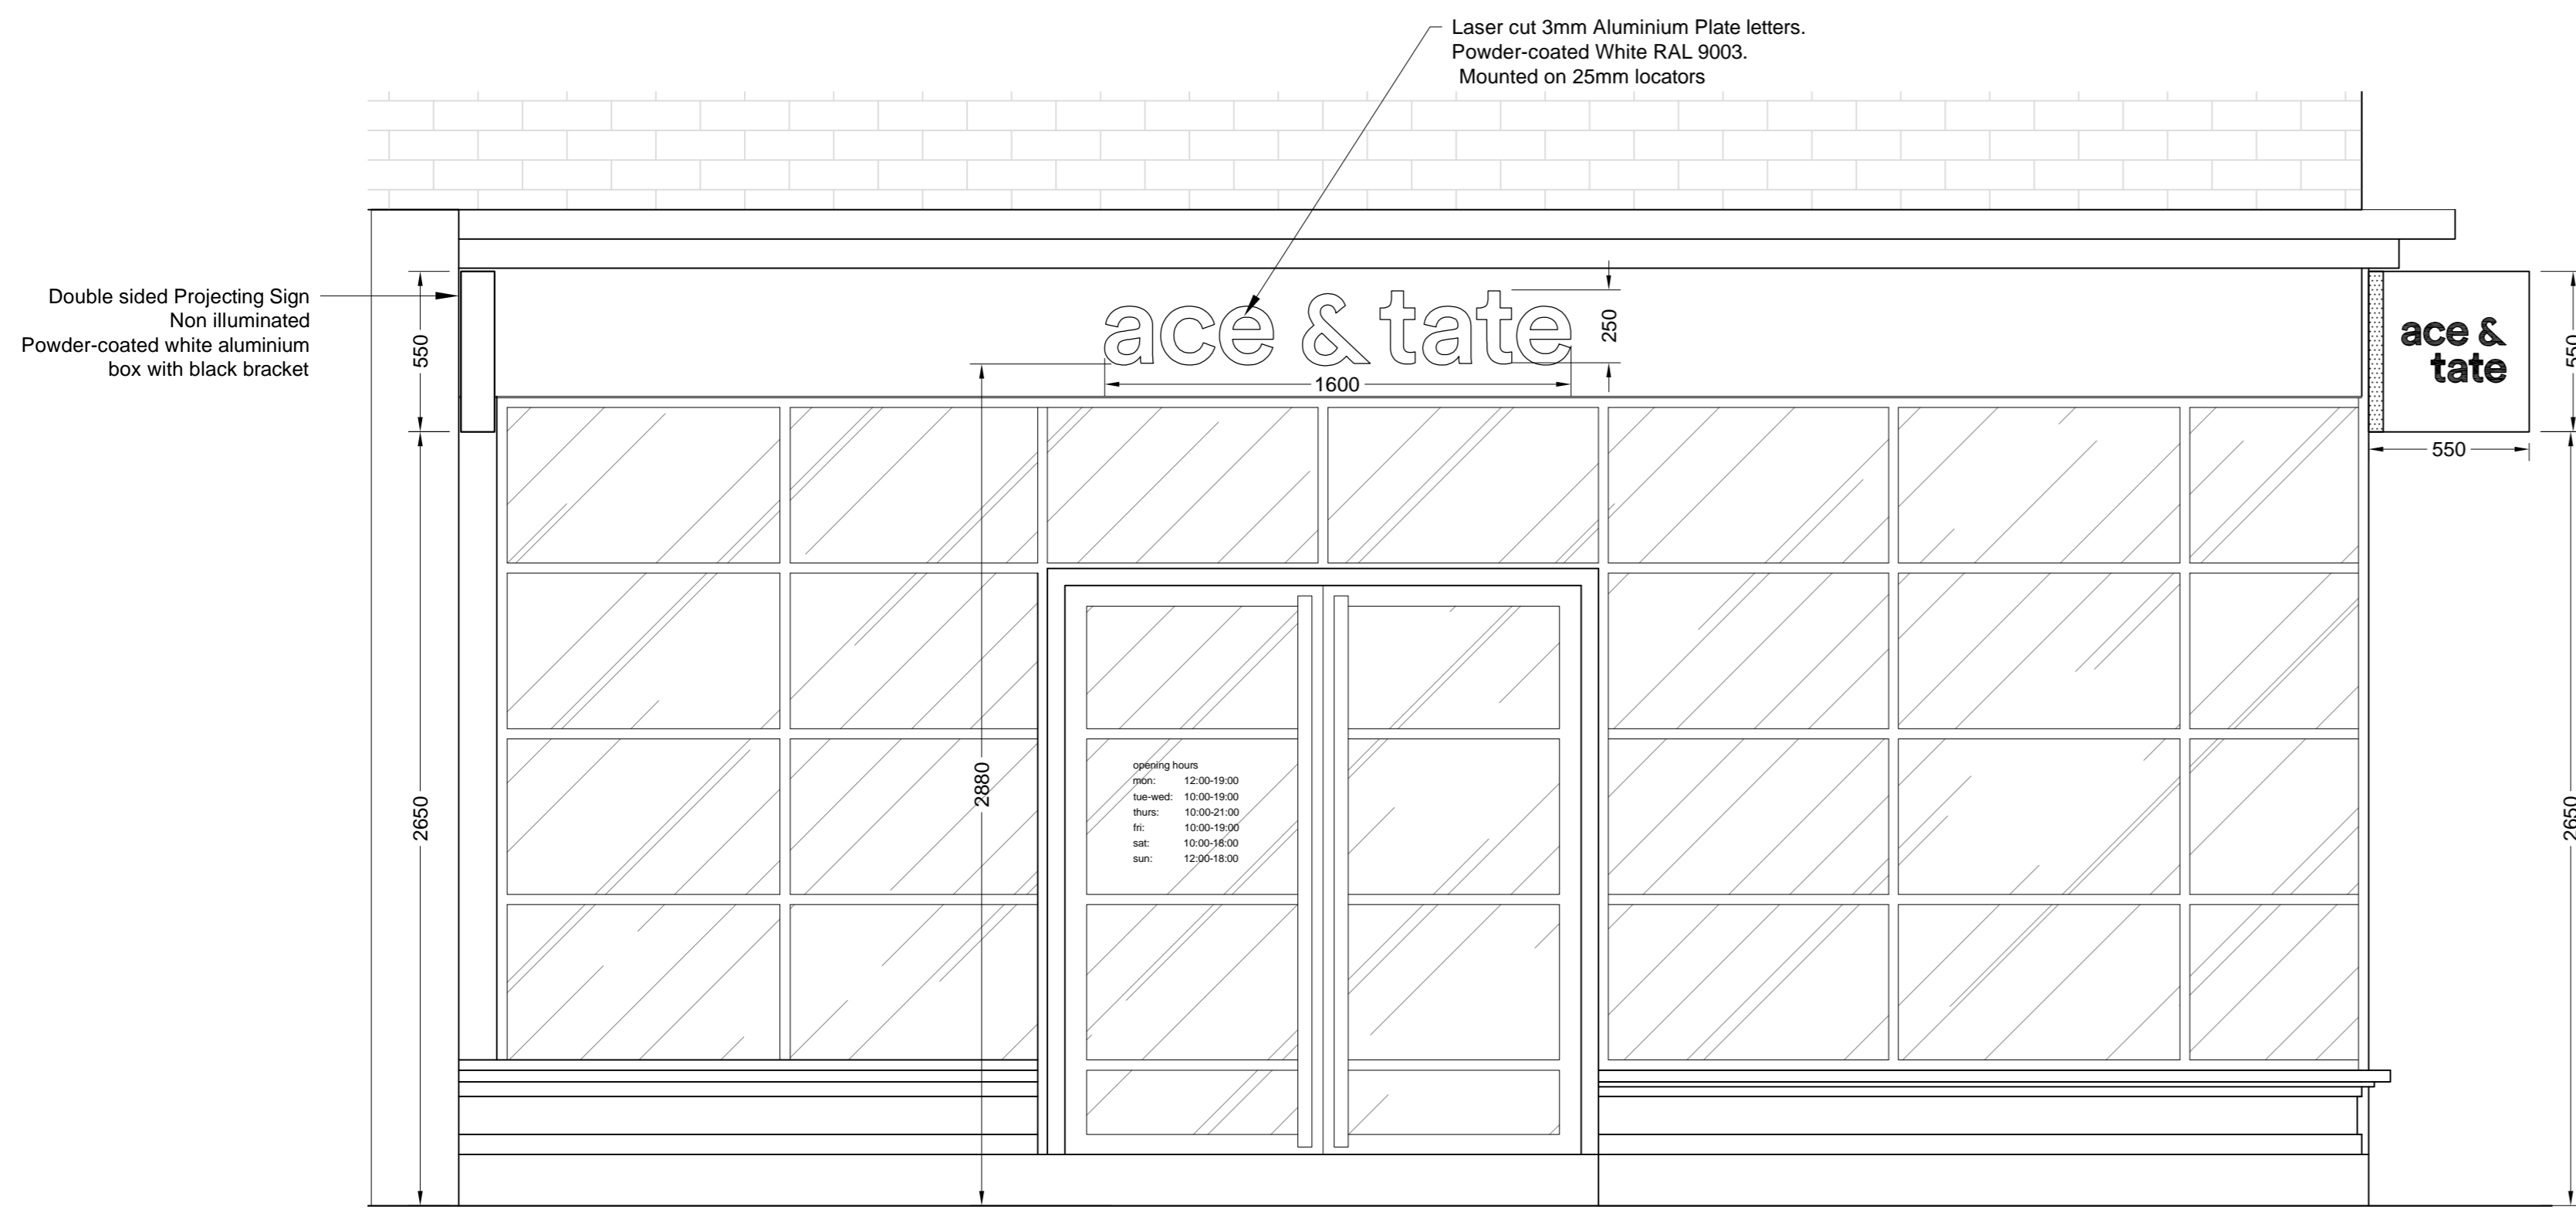 Laser cut 3mm Aluminium Plate letters.
Powder-coated White RAL 9003.
Mounted on 25mm locators
Double sided Projecting Sign
Non illuminated
Powder-coated white aluminium
box with black bracket
550
ace & tate
250
1600
ace &
tate
550
550
2650
2880
2650
opening hours
mon: 12:00-19:00
tue-wed: 10:00-19:00
thurs: 10:00-21:00
fri: 10:00-19:00
sat: 10:00-18:00
sun: 12:00-18:00